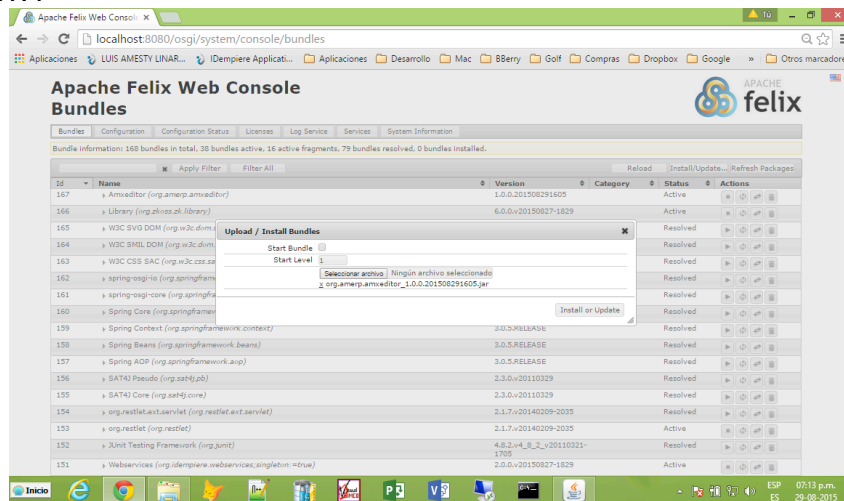 Apache Felix Web Console
Tú
localhost:8080/osgi/system/console/bundles
Aplicaciones LUIS AMESTY LINAR... IDempiere Applicati... Aplicaciones Desarrollo Mac BBerry Golf Compras Dropbox Google » Otros marcadore
Apache Felix Web Console
Bundles
APACHE
felix
Bundles Configuration Configuration Status Licenses Log Service Services System Information
Bundle information: 168 bundles in total, 38 bundles active, 16 active fragments, 79 bundles resolved, 0 bundles installed.
Apply Filter Filter All Reload Install/Update... Refresh Packages
Id Name Version Category Status Actions
167 Amxeditor (org.amerp.amxeditor) 1.0.0.201508291605 Active
166 Library (org.zkoss.zk.library) 6.0.0.v20150827-1829 Active
165 W3C SVG DOM (org.w3c.dom.s Resolved
164 W3C SMIL DOM (org.w3c.dom. Resolved
163 W3C CSS SAC (org.w3c.css.sa Resolved
162 spring-osgi-io (org.springfram Resolved
161 spring-osgi-core (org.springfra Resolved
160 Spring Core (org.springframew Resolved
Upload / Install Bundles
Start Bundle
Start Level 1
Seleccionar archivo Ningún archivo seleccionado
x org.amerp.amxeditor_1.0.0.201508291605.jar
Install or Update
159 Spring Context (org.springframework.context) 3.0.5.RELEASE Resolved
158 Spring Beans (org.springframework.beans) 3.0.5.RELEASE Resolved
157 Spring AOP (org.springframework.aop) 3.0.5.RELEASE Resolved
156 SAT4J Pseudo (org.sat4j.pb) 2.3.0.v20110329 Resolved
155 SAT4J Core (org.sat4j.core) 2.3.0.v20110329 Resolved
154 org.restlet.ext.servlet (org.restlet.ext.servlet) 2.1.7.v20140209-2035 Resolved
153 org.restlet (org.restlet) 2.1.7.v20140209-2035 Active
152 JUnit Testing Framework (org.junit) 4.8.2.v4_8_2_v20110321-1705 Resolved
151 Webservices (org.idempiere.webservices;singleton:=true) 2.0.0.v20150827-1829 Active
Inicio
ESP 07:13 p.m.
ES 29-08-2015